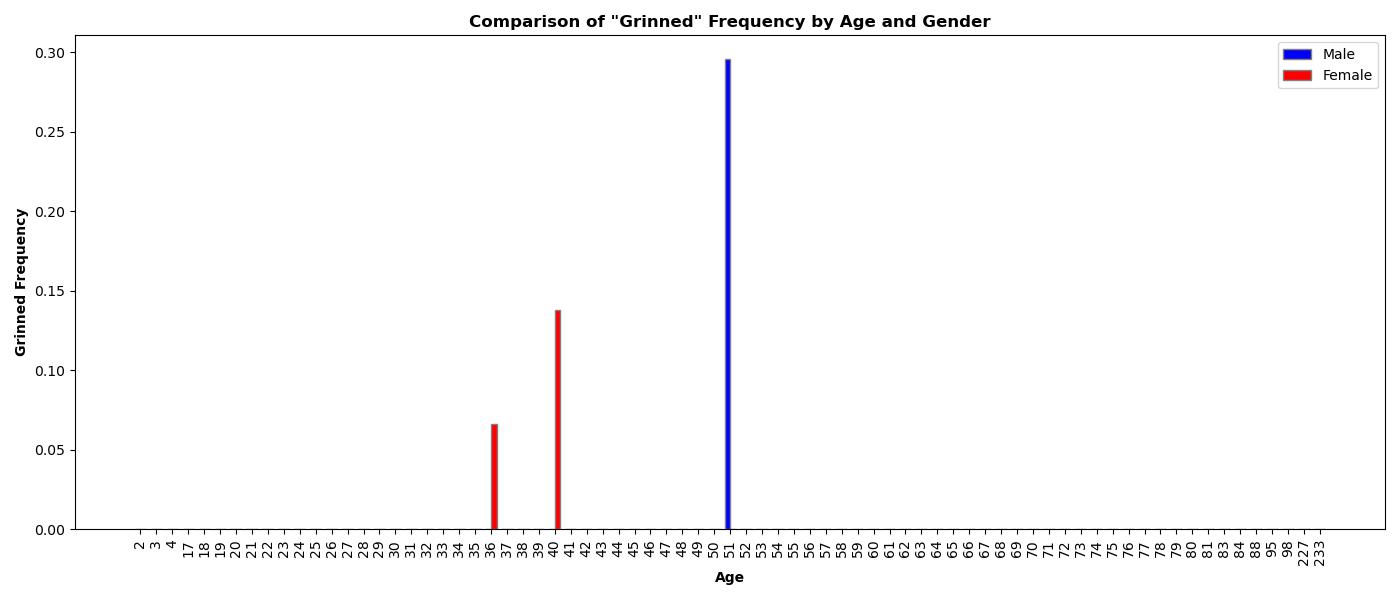 Comparison of "Grinned" Frequency by Age and Gender
Male
Female
0.30
0.25
0.20
0.15
0.10
0.05
0.00
Grinned Frequency
2 3 4 17 18 19 20 21 22 23 24 25 26 27 28 29 30 31 32 33 34 35 36 37 38 39 40 41 42 43 44 45 46 47 48 49 50 51 52 53 54 55 56 57 58 59 60 61 62 63 64 65 66 67 68 69 70 71 72 73 74 75 76 77 78 79 80 81 83 84 88 95 98 227 233
Age